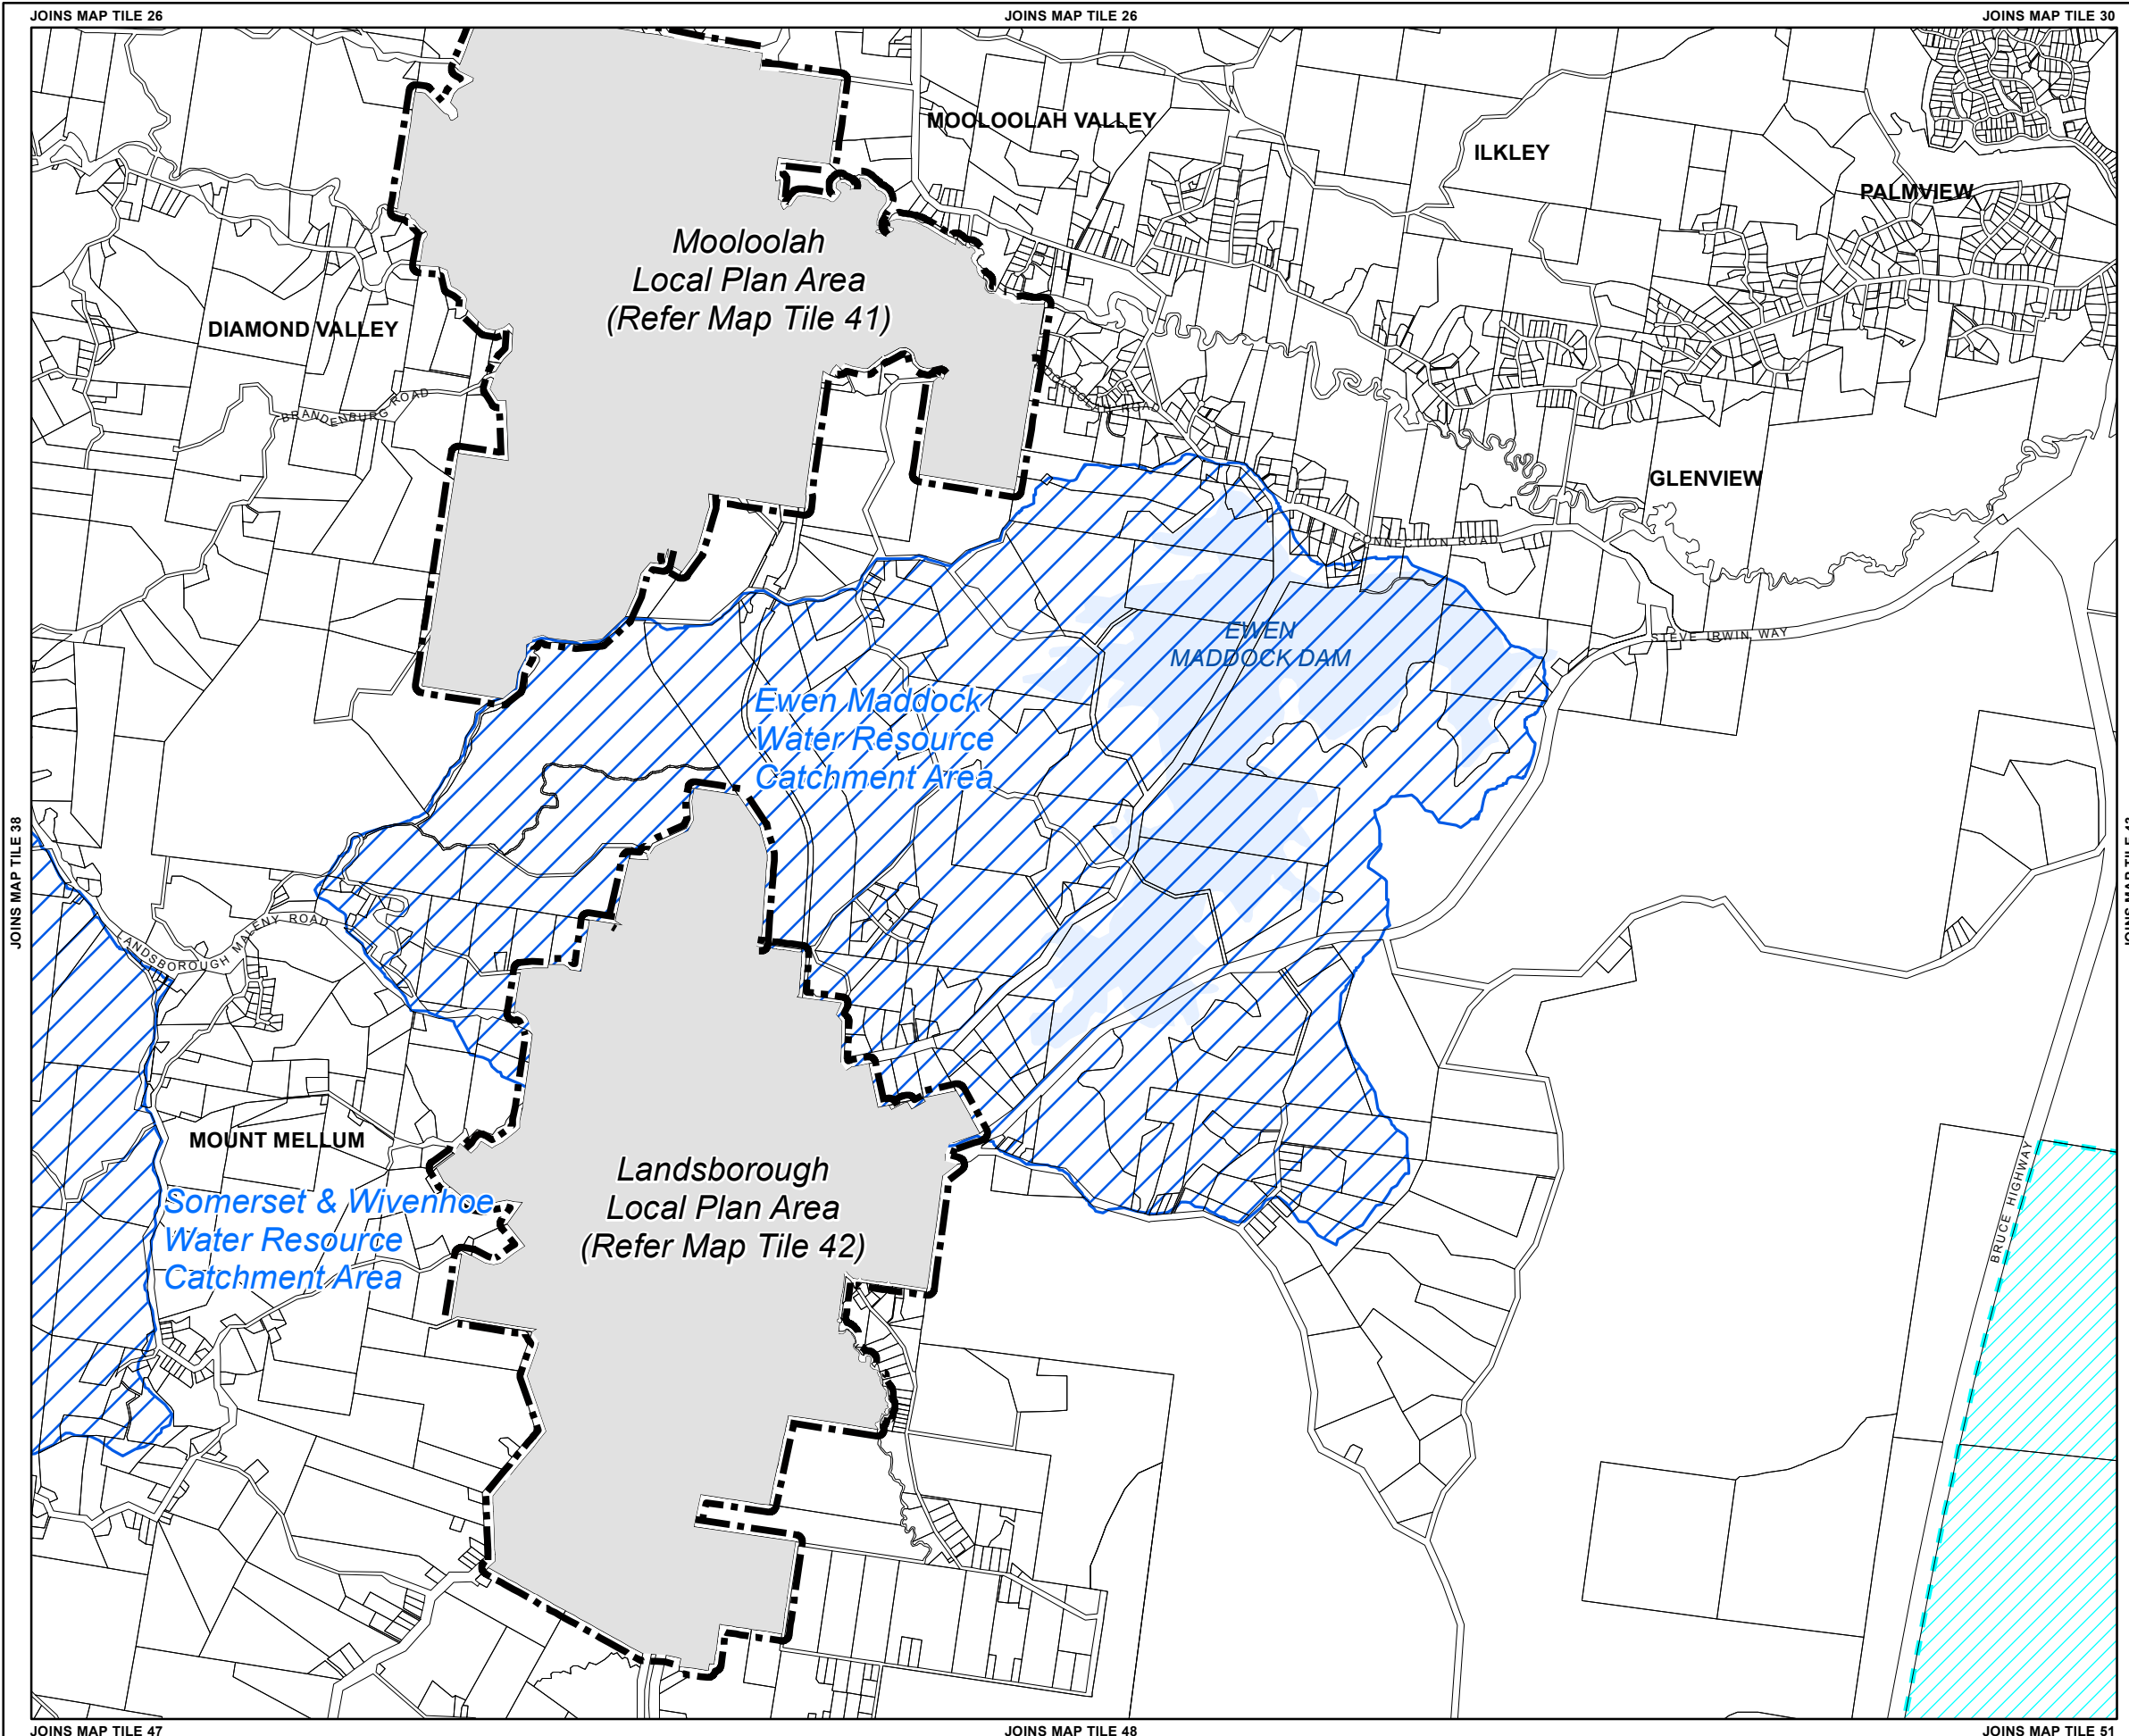 JOINS MAP TILE 26
JOINS MAP TILE 26
JOINS MAP TILE 30
MOOLOOLAH VALLEY
ILKLEY
PALMVIEW
Mooloolah
Local Plan Area
(Refer Map Tile 41)
DIAMOND VALLEY
BRANDENBURG ROAD
ROAD
GLENVIEW
CONNECTION ROAD
EWEN
MADDOCK DAM
STEVE IRWIN WAY
Ewen Maddock
Water Resource
Catchment Area
JOINS MAP TILE 38
JOINS MAP TILE
LANDSBOROUGH MALENY ROAD
MOUNT MELLUM
Somerset & Wivenhoe
Water Resource
Catchment Area
Landsborough
Local Plan Area
(Refer Map Tile 42)
BRUCE HIGHWAY
JOINS MAP TILE 47
JOINS MAP TILE 48
JOINS MAP TILE 51